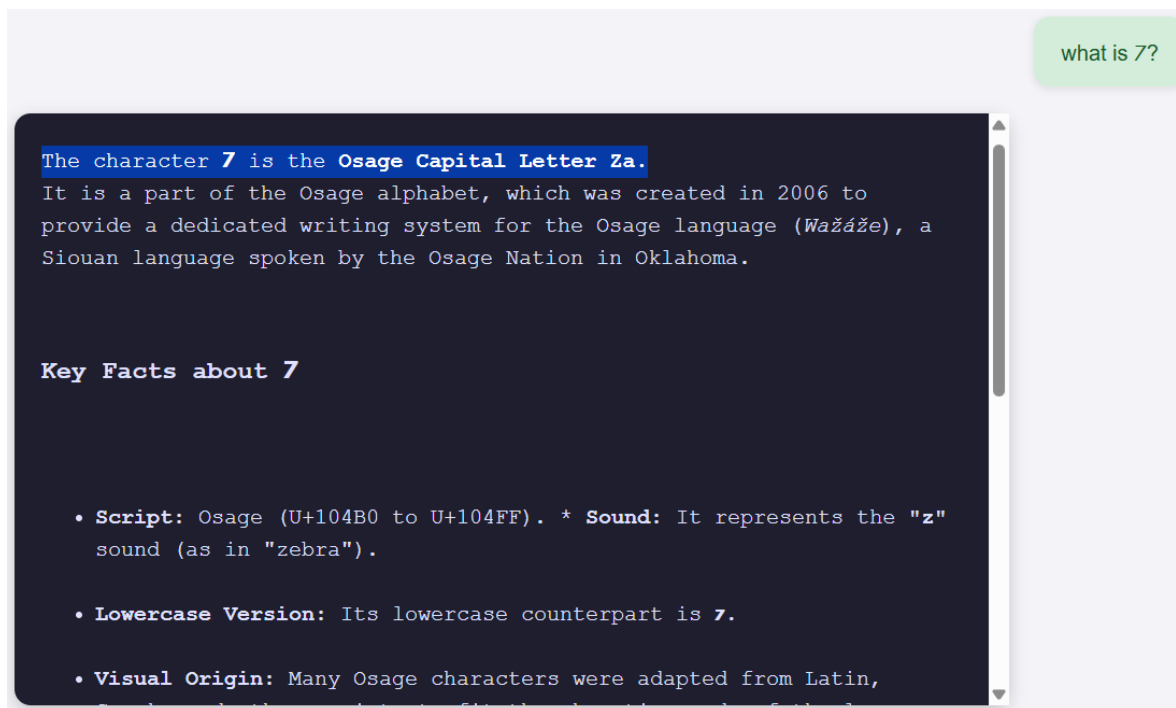 what is 𐓒?
The character 𐓒 is the Osage Capital Letter Za.
It is a part of the Osage alphabet, which was created in 2006 to
provide a dedicated writing system for the Osage language (Wažáže), a
Siouan language spoken by the Osage Nation in Oklahoma.
Key Facts about 𐓒
• Script: Osage (U+104B0 to U+104FF). * Sound: It represents the "z"
sound (as in "zebra").
• Lowercase Version: Its lowercase counterpart is 𐓺.
• Visual Origin: Many Osage characters were adapted from Latin,